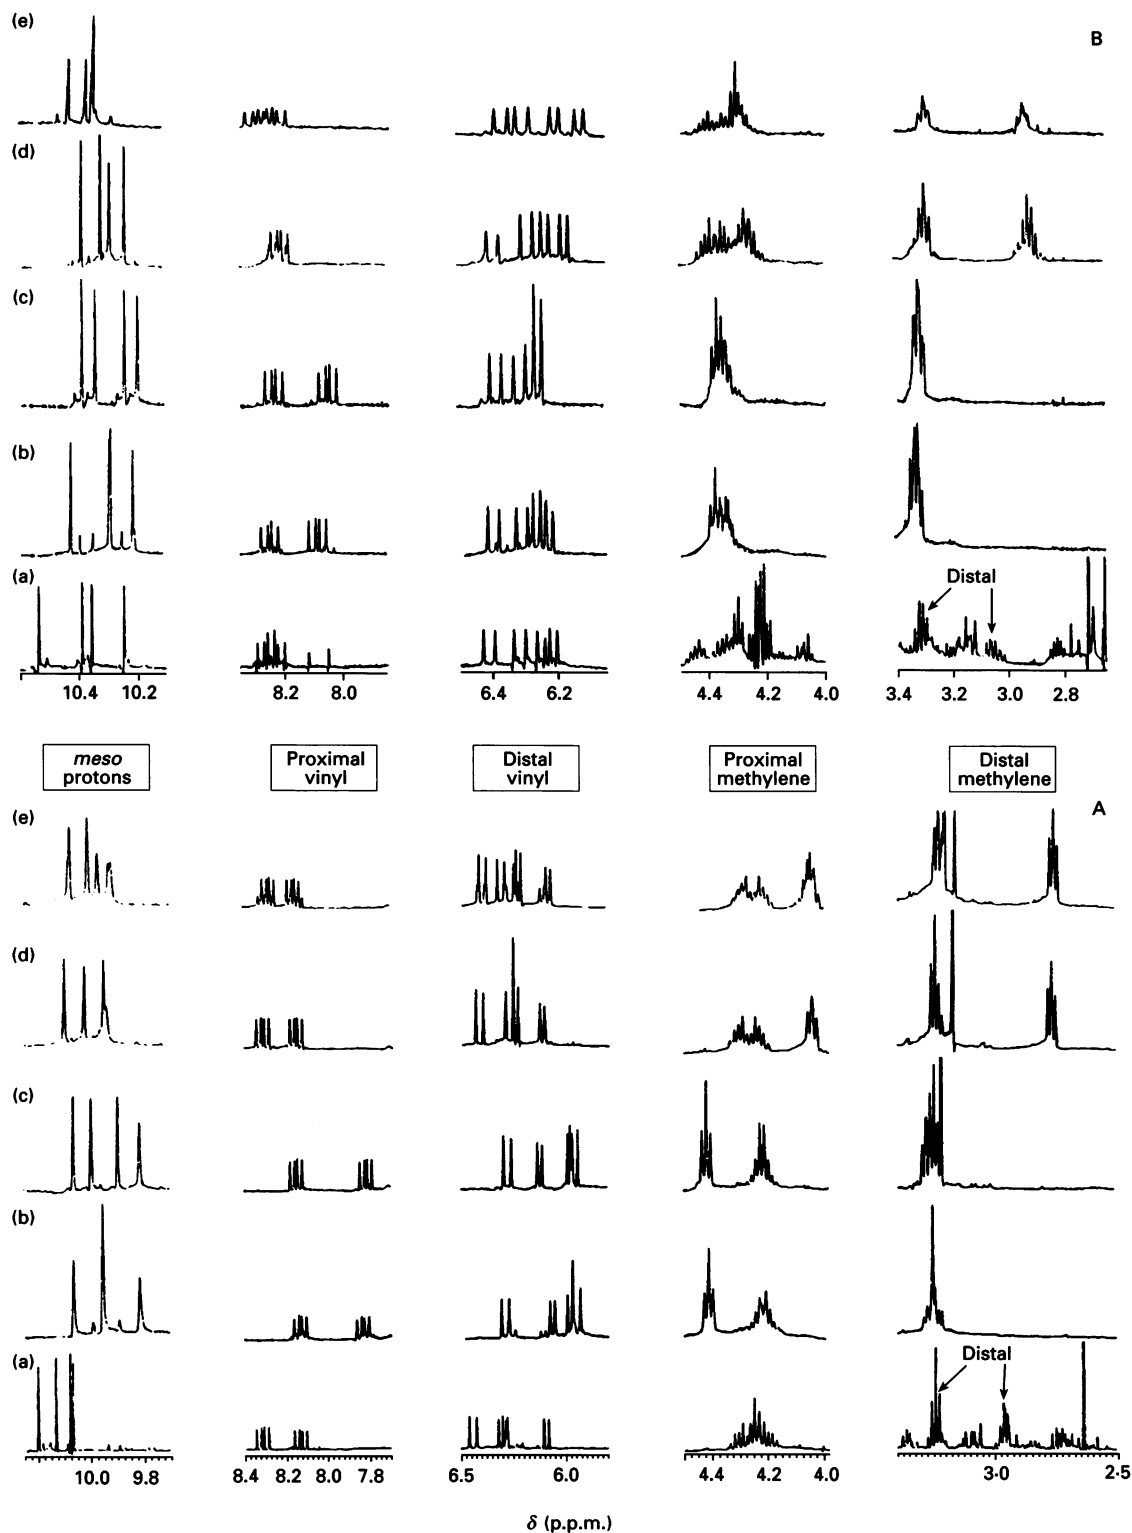 (e)
B
(d)
(c)
(b)
(a)
Distal
10.4 10.2 8.2 8.0 6.4 6.2 4.4 4.2 4.0 3.4 3.2 3.0 2.8
meso protons
Proximal vinyl
Distal vinyl
Proximal methylene
Distal methylene
A
(e)
(d)
(c)
(b)
(a)
Distal
10.0 9.8 8.4 8.2 8.0 7.8 6.5 6.0 4.4 4.2 4.0 3·0 2·5
δ (p.p.m.)